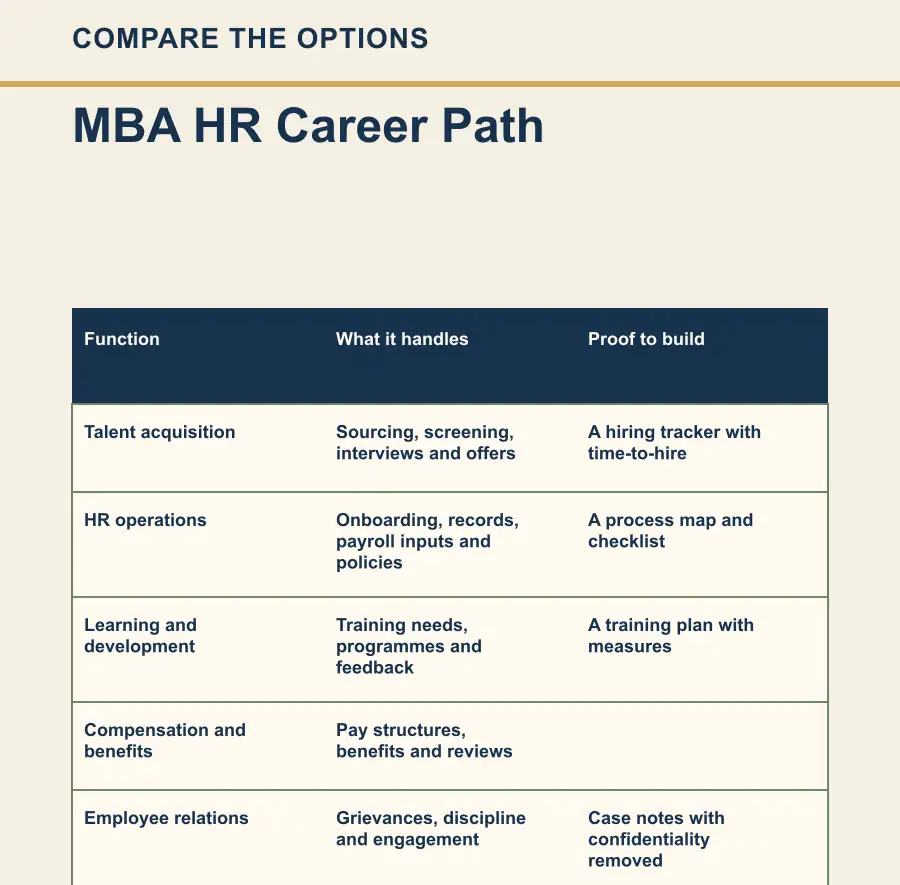 COMPARE THE OPTIONS
MBA HR Career Path
Function
What it handles
Proof to build
Talent acquisition
Sourcing, screening,
interviews and offers
A hiring tracker with
time-to-hire
HR operations
Onboarding, records,
payroll inputs and
policies
A process map and
checklist
Learning and
development
Training needs,
programmes and
feedback
A training plan with
measures
Compensation and
benefits
Pay structures,
benefits and reviews
Employee relations
Grievances, discipline
and engagement
Case notes with
confidentiality
removed